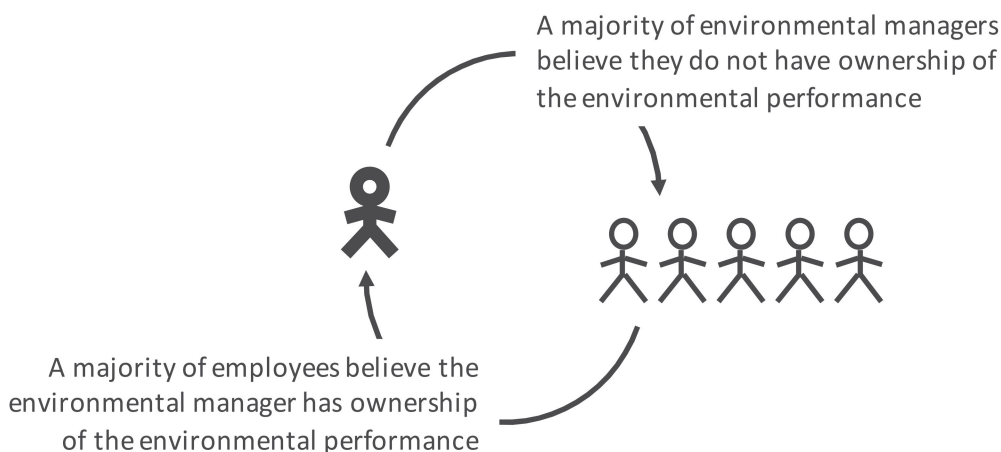 A majority of environmental managers
believe they do not have ownership of
the environmental performance
A majority of employees believe the
environmental manager has ownership
of the environmental performance